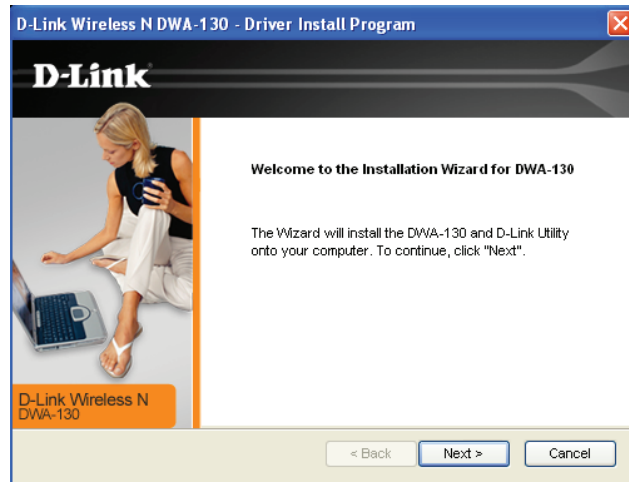 D-Link Wireless N DWA-130 - Driver Install Program
D-Link
Welcome to the Installation Wizard for DWA-130
The Wizard will install the DWA-130 and D-Link Utility
onto your computer. To continue, click "Next".
D-Link Wireless N
DWA-130
< Back
Next >
Cancel